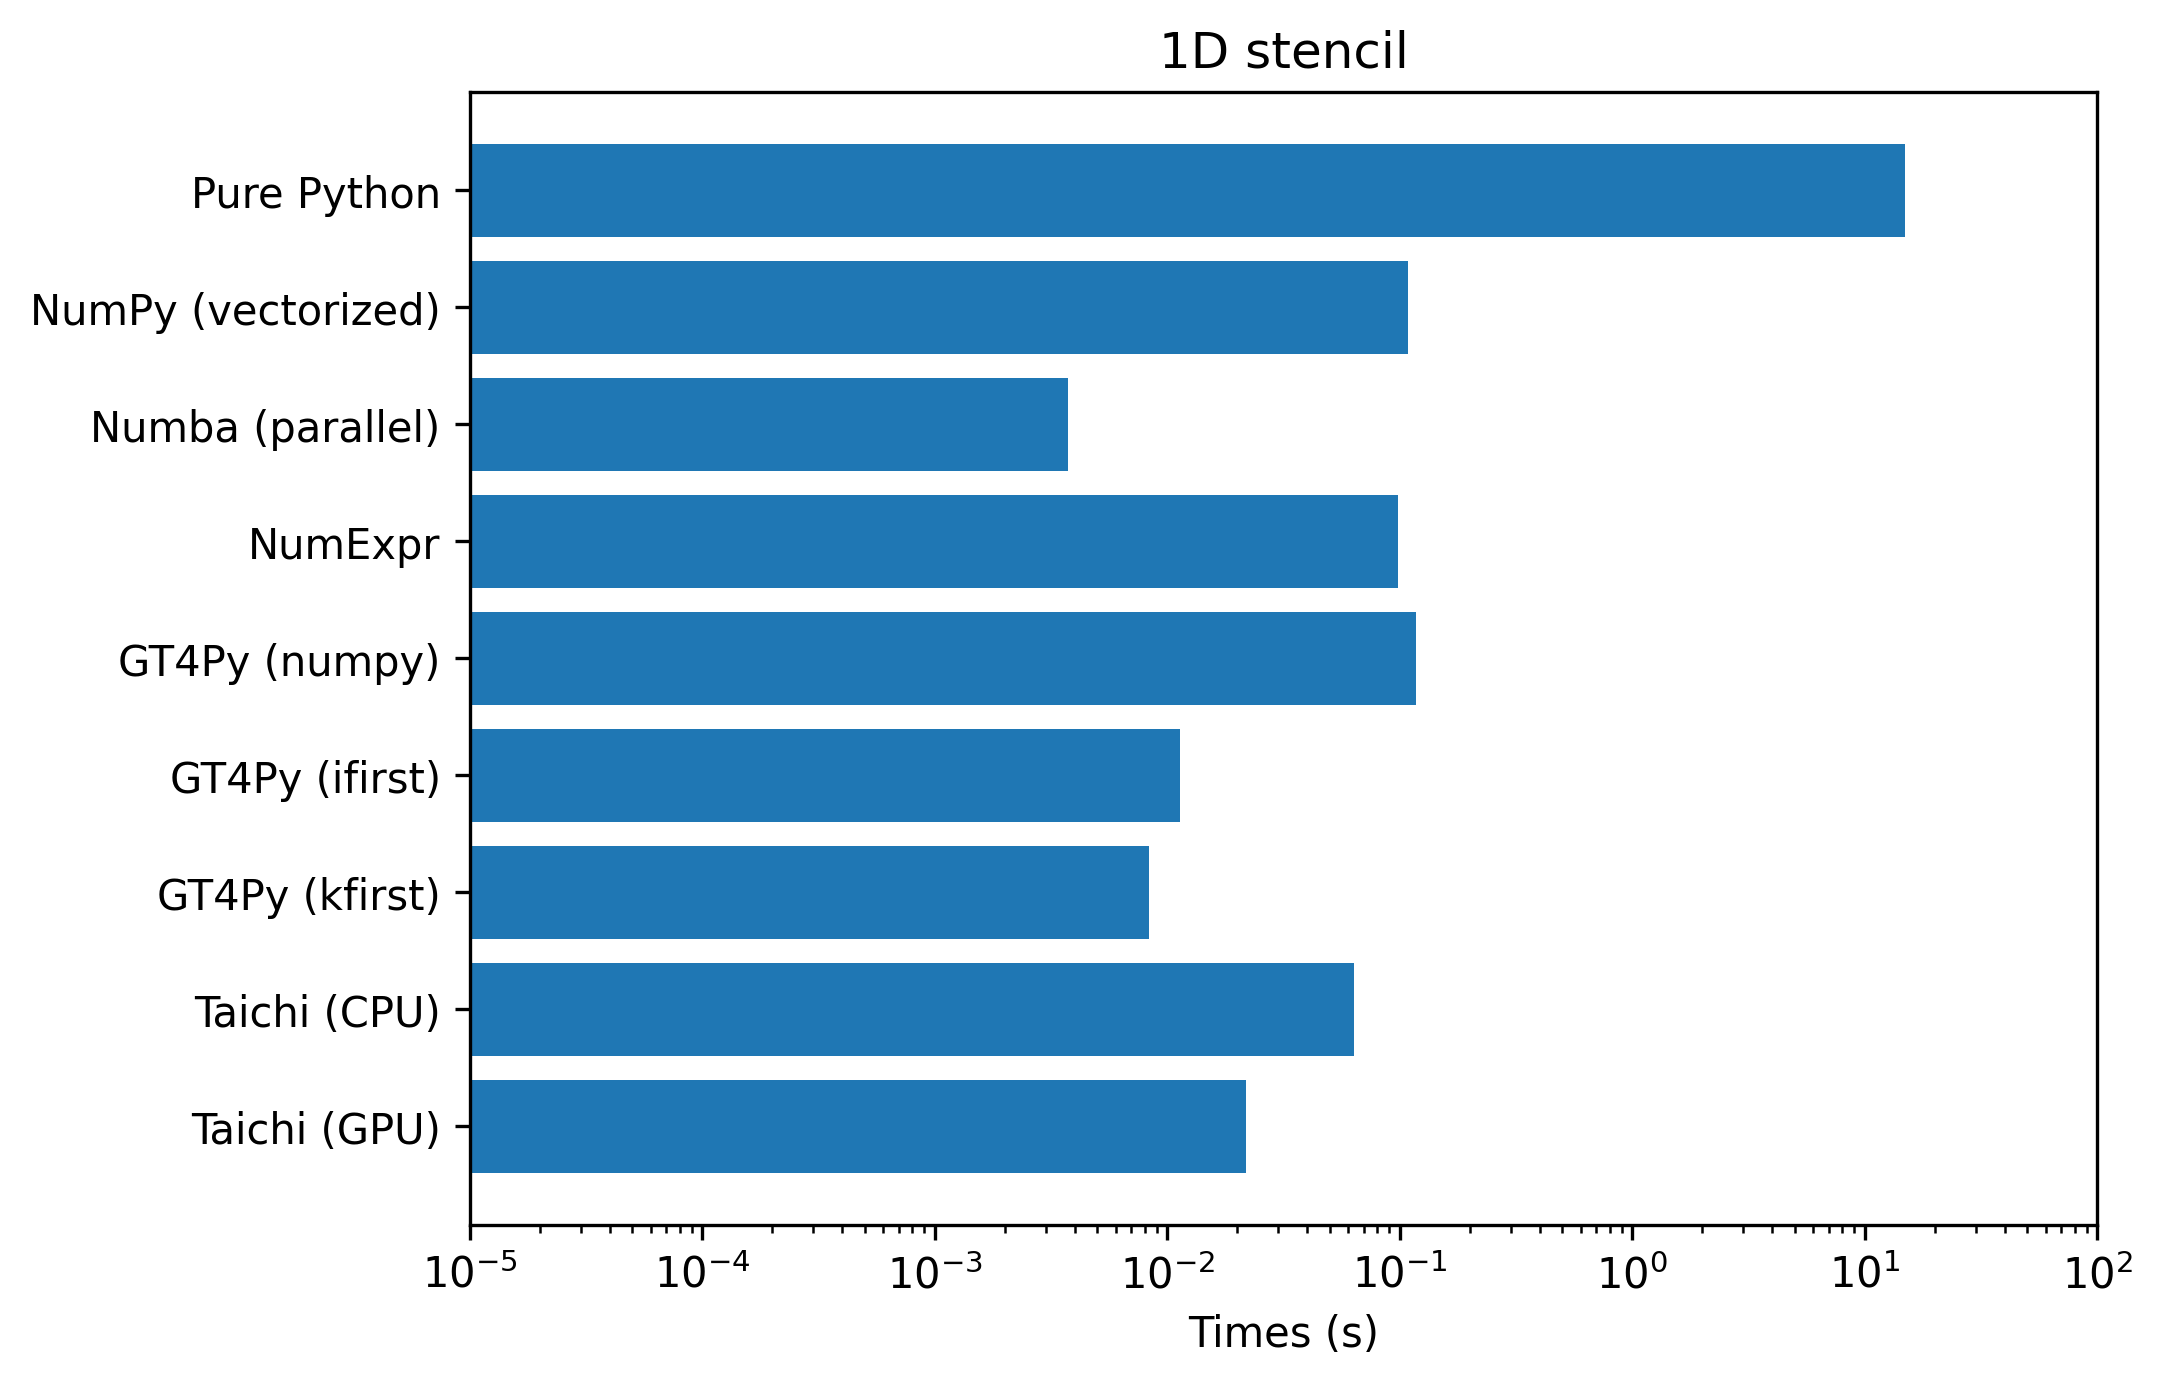 1D stencil
Pure Python
NumPy (vectorized)
Numba (parallel)
NumExpr
GT4Py (numpy)
GT4Py (ifirst)
GT4Py (kfirst)
Taichi (CPU)
Taichi (GPU)
10⁻⁵ 10⁻⁴ 10⁻³ 10⁻² 10⁻¹ 10⁰ 10¹ 10²
Times (s)